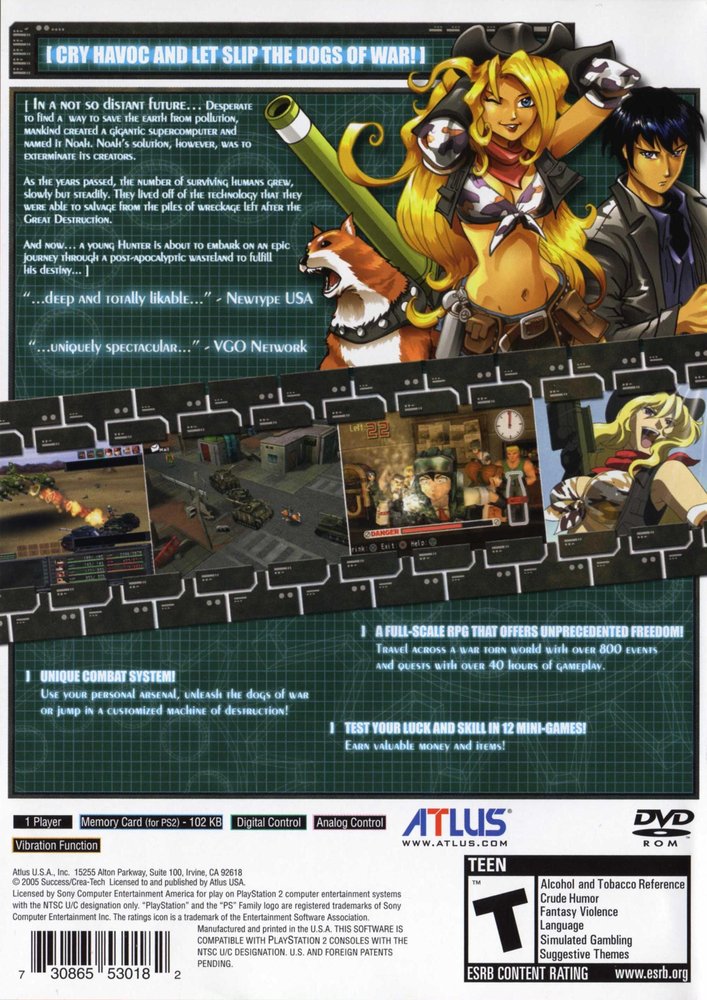 [ CRY HAVOC AND LET SLIP THE DOGS OF WAR! ]
[ In a not so distant future... Desperate
to find a way to save the earth from pollution,
mankind created a gigantic supercomputer and
named it Noah. Noah's solution, however, was to
exterminate its creators.
As the years passed, the number of surviving humans grew,
slowly but steadily. They lived off of the technology that they
were able to salvage from the piles of wreckage left after the
Great Destruction.
And now... a young Hunter is about to embark on an epic
journey through a post-apocalyptic wasteland to fulfill
his destiny... ]
"...deep and totally likable..." - Newtype USA
"...uniquely spectacular..." - VGO Network
22
DANGER
Exit
Help
] A FULL-SCALE RPG THAT OFFERS UNPRECEDENTED FREEDOM!
Travel across a war torn world with over 800 events
and quests with over 40 hours of gameplay.
] UNIQUE COMBAT SYSTEM!
Use your personal arsenal, unleash the dogs of war
or jump in a customized machine of destruction!
] TEST YOUR LUCK AND SKILL IN 12 MINI-GAMES!
Earn valuable money and items!
1 Player
Memory Card (for PS2) - 102 KB
Digital Control
Analog Control
Vibration Function
ATLUS®
WWW.ATLUS.COM
DVD
ROM
Atlus U.S.A., Inc. 15255 Alton Parkway, Suite 100, Irvine, CA 92618
© 2005 Success/Crea-Tech Licensed to and published by Atlus USA.
Licensed by Sony Computer Entertainment America for play on PlayStation 2 computer entertainment systems
with the NTSC U/C designation only. "PlayStation" and the "PS" Family logo are registered trademarks of Sony
Computer Entertainment Inc. The ratings icon is a trademark of the Entertainment Software Association.
Manufactured and printed in the U.S.A. THIS SOFTWARE IS
COMPATIBLE WITH PLAYSTATION 2 CONSOLES WITH THE
NTSC U/C DESIGNATION. U.S. AND FOREIGN PATENTS
PENDING.
7 30865 53018 2
TEEN
T
TM
Alcohol and Tobacco Reference
Crude Humor
Fantasy Violence
Language
Simulated Gambling
Suggestive Themes
ESRB CONTENT RATING www.esrb.org